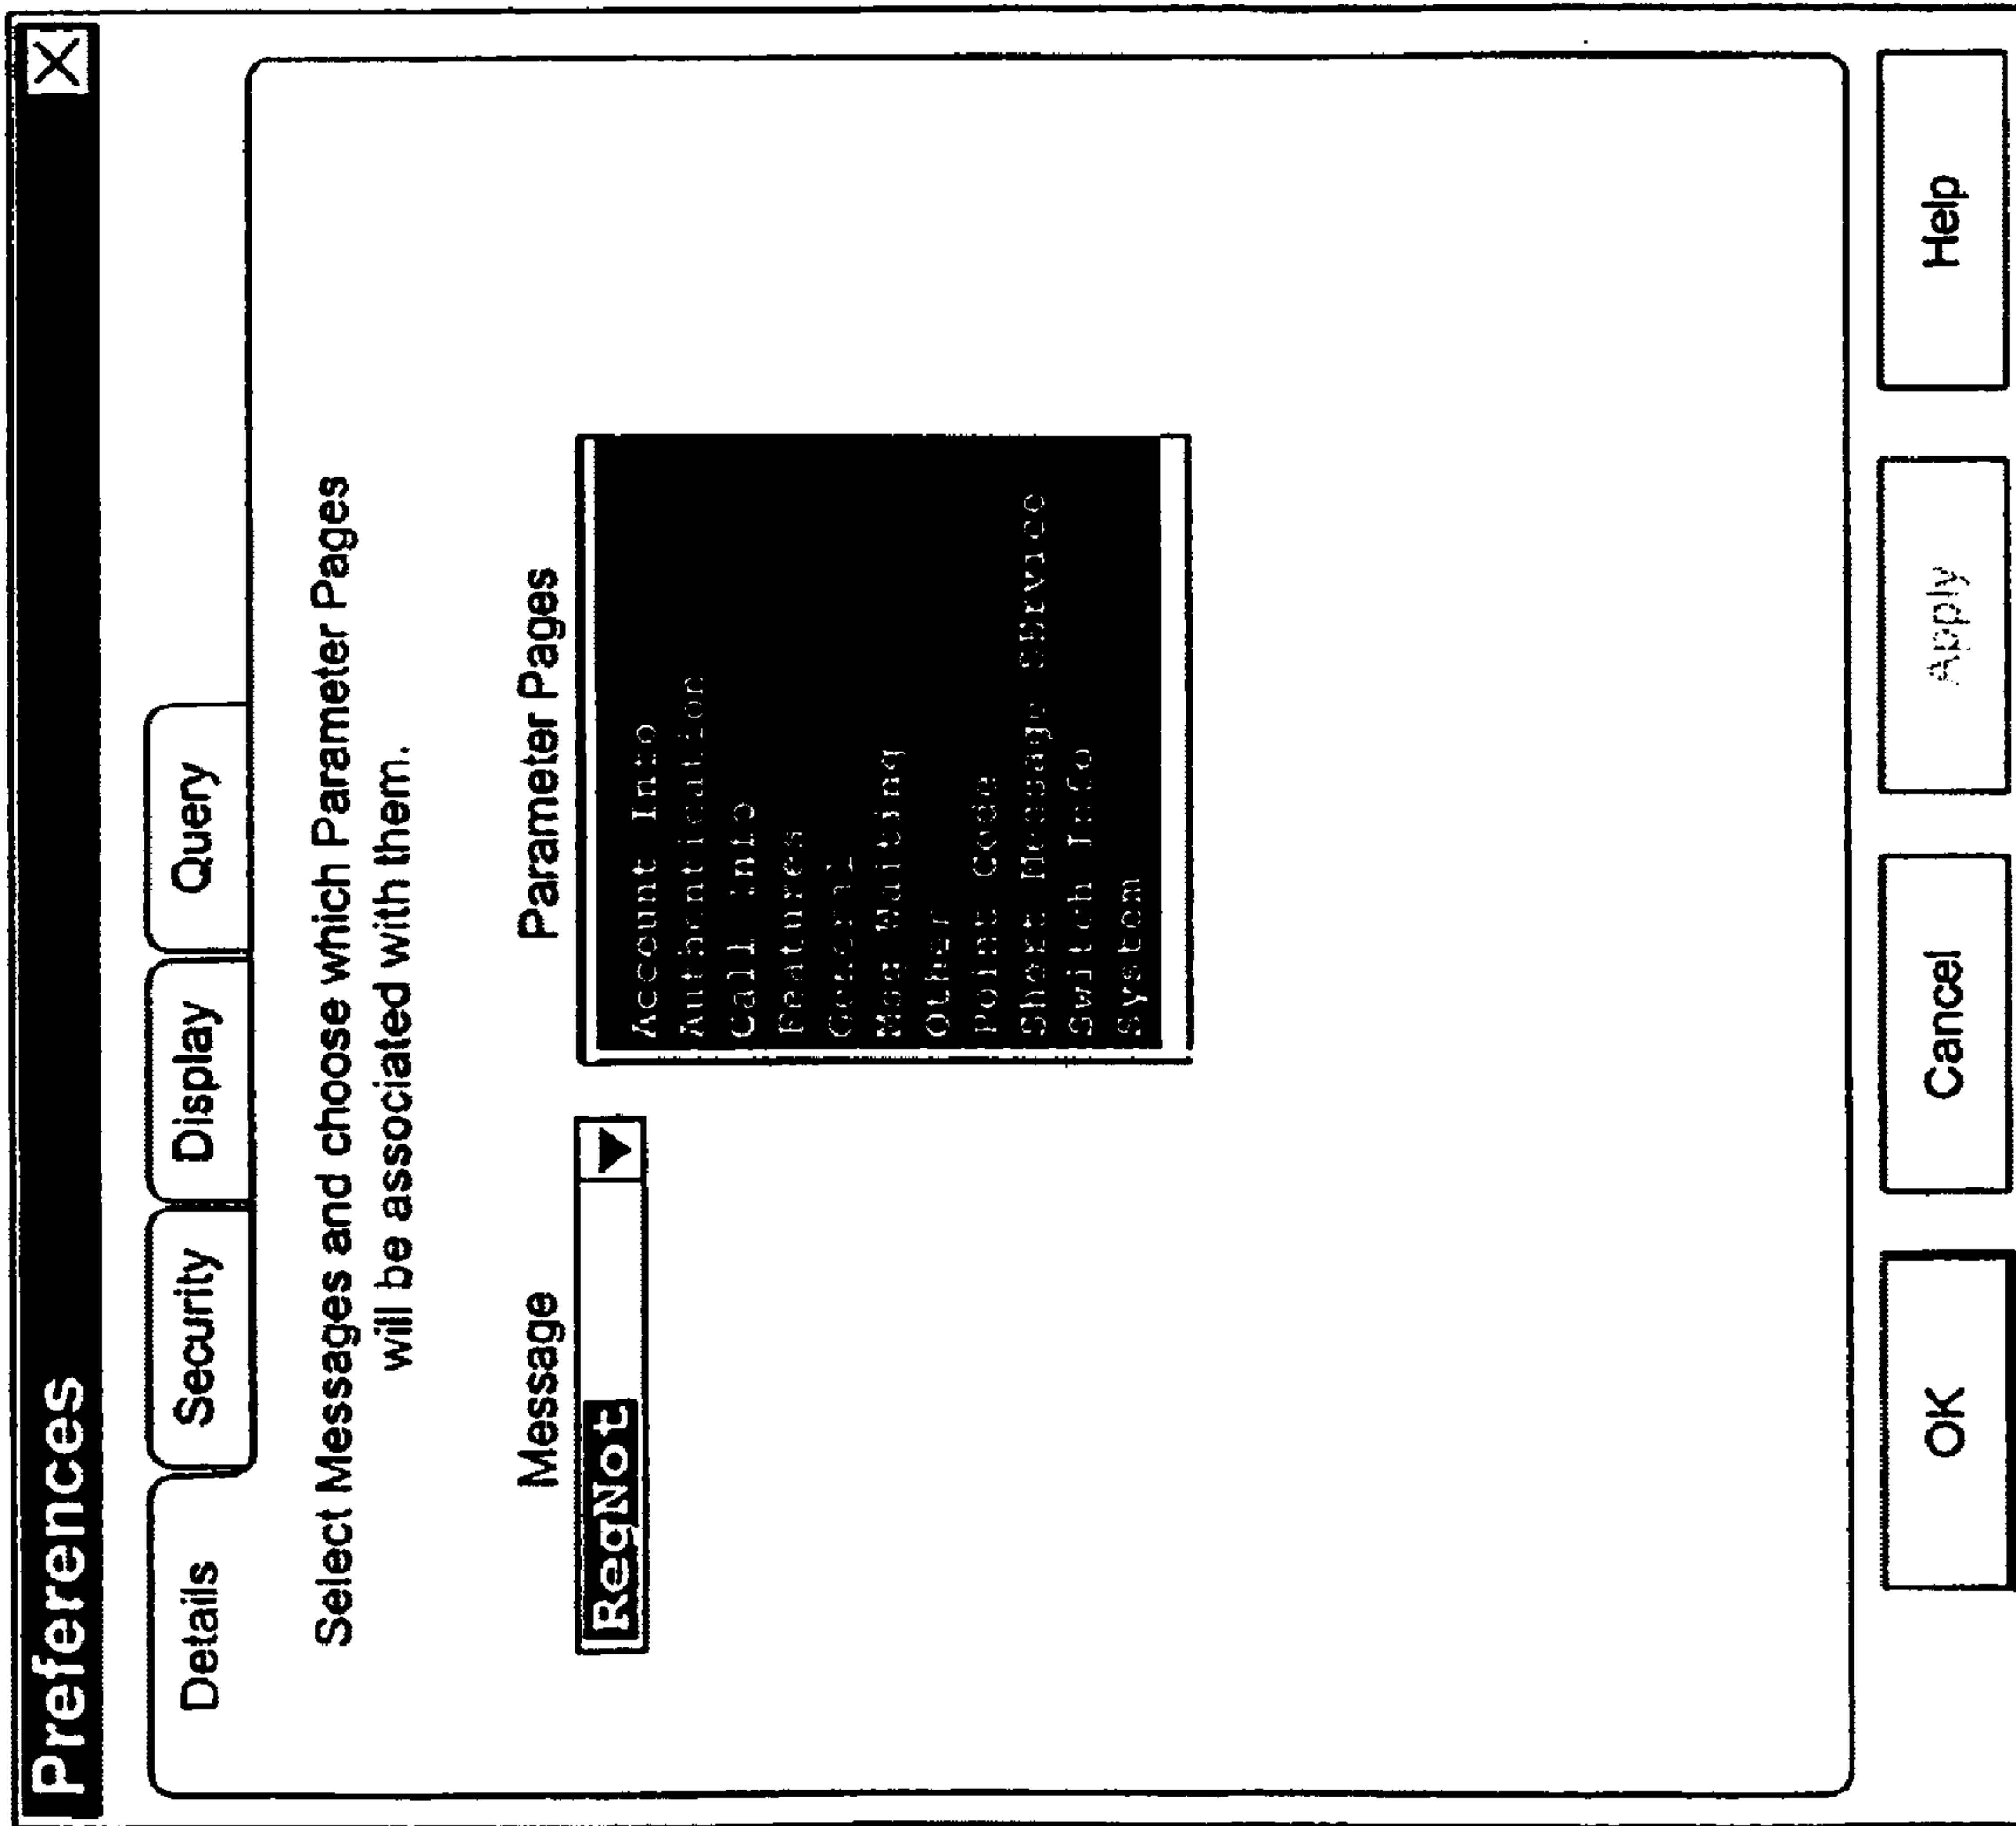 Preferences
X
Details
Security
Display
Query
Select Messages and choose which Parameter Pages
will be associated with them.
Message
Parameter Pages
RegNot
Account Info
Authentication
Call Info
Features
General
Msg Waiting
Other
Point Code
Short Message Service
Switch Info
System
OK
Cancel
Apply
Help